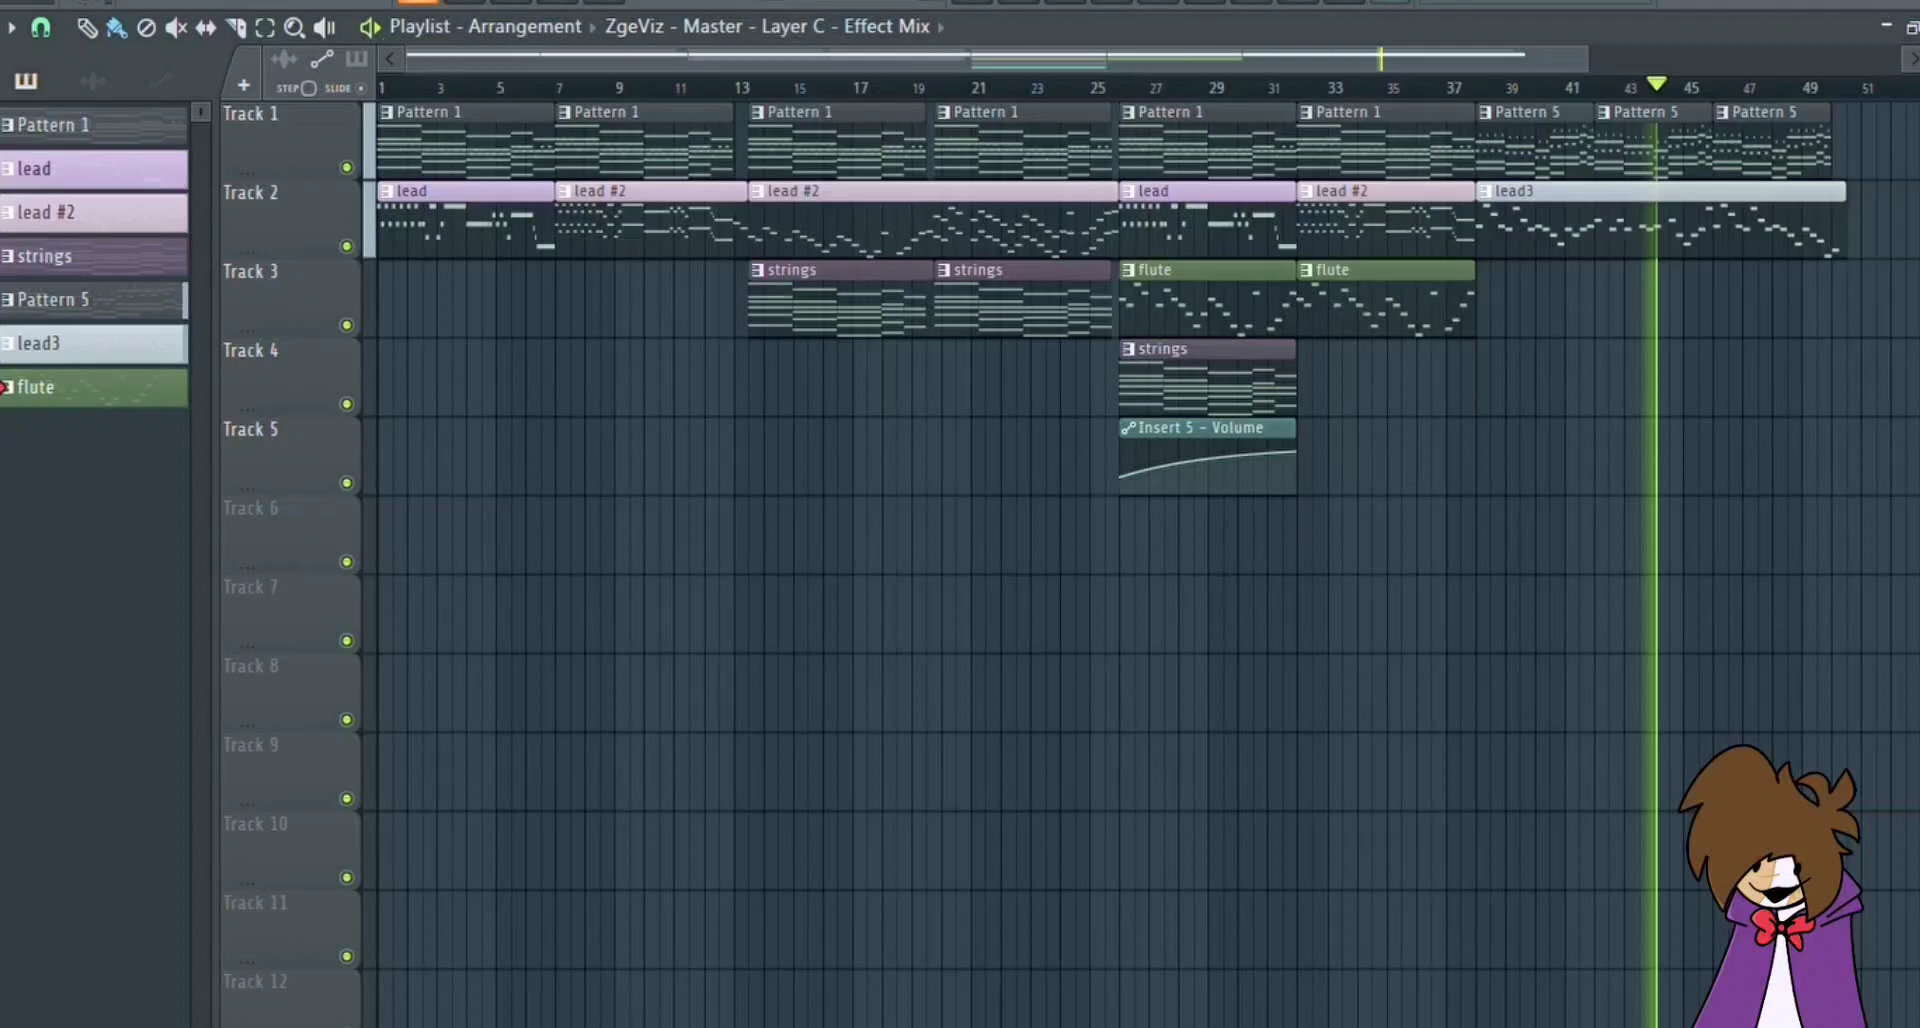 Playlist - Arrangement ▸ ZgeViz - Master - Layer C - Effect Mix ▸
STEP SLIDE
1 3 5 7 9 11 13 15 17 19 21 23 25 27 29 31 33 35 37 39 41 43 45 47 49 51
Pattern 1
lead
lead #2
strings
Pattern 5
lead3
flute
Track 1
Pattern 1 Pattern 1 Pattern 1 Pattern 1 Pattern 1 Pattern 1 Pattern 5 Pattern 5 Pattern 5
Track 2
lead lead #2 lead #2 lead lead #2 lead3
Track 3
strings strings flute flute
Track 4
strings
Track 5
Insert 5 - Volume
Track 6
Track 7
Track 8
Track 9
Track 10
Track 11
Track 12